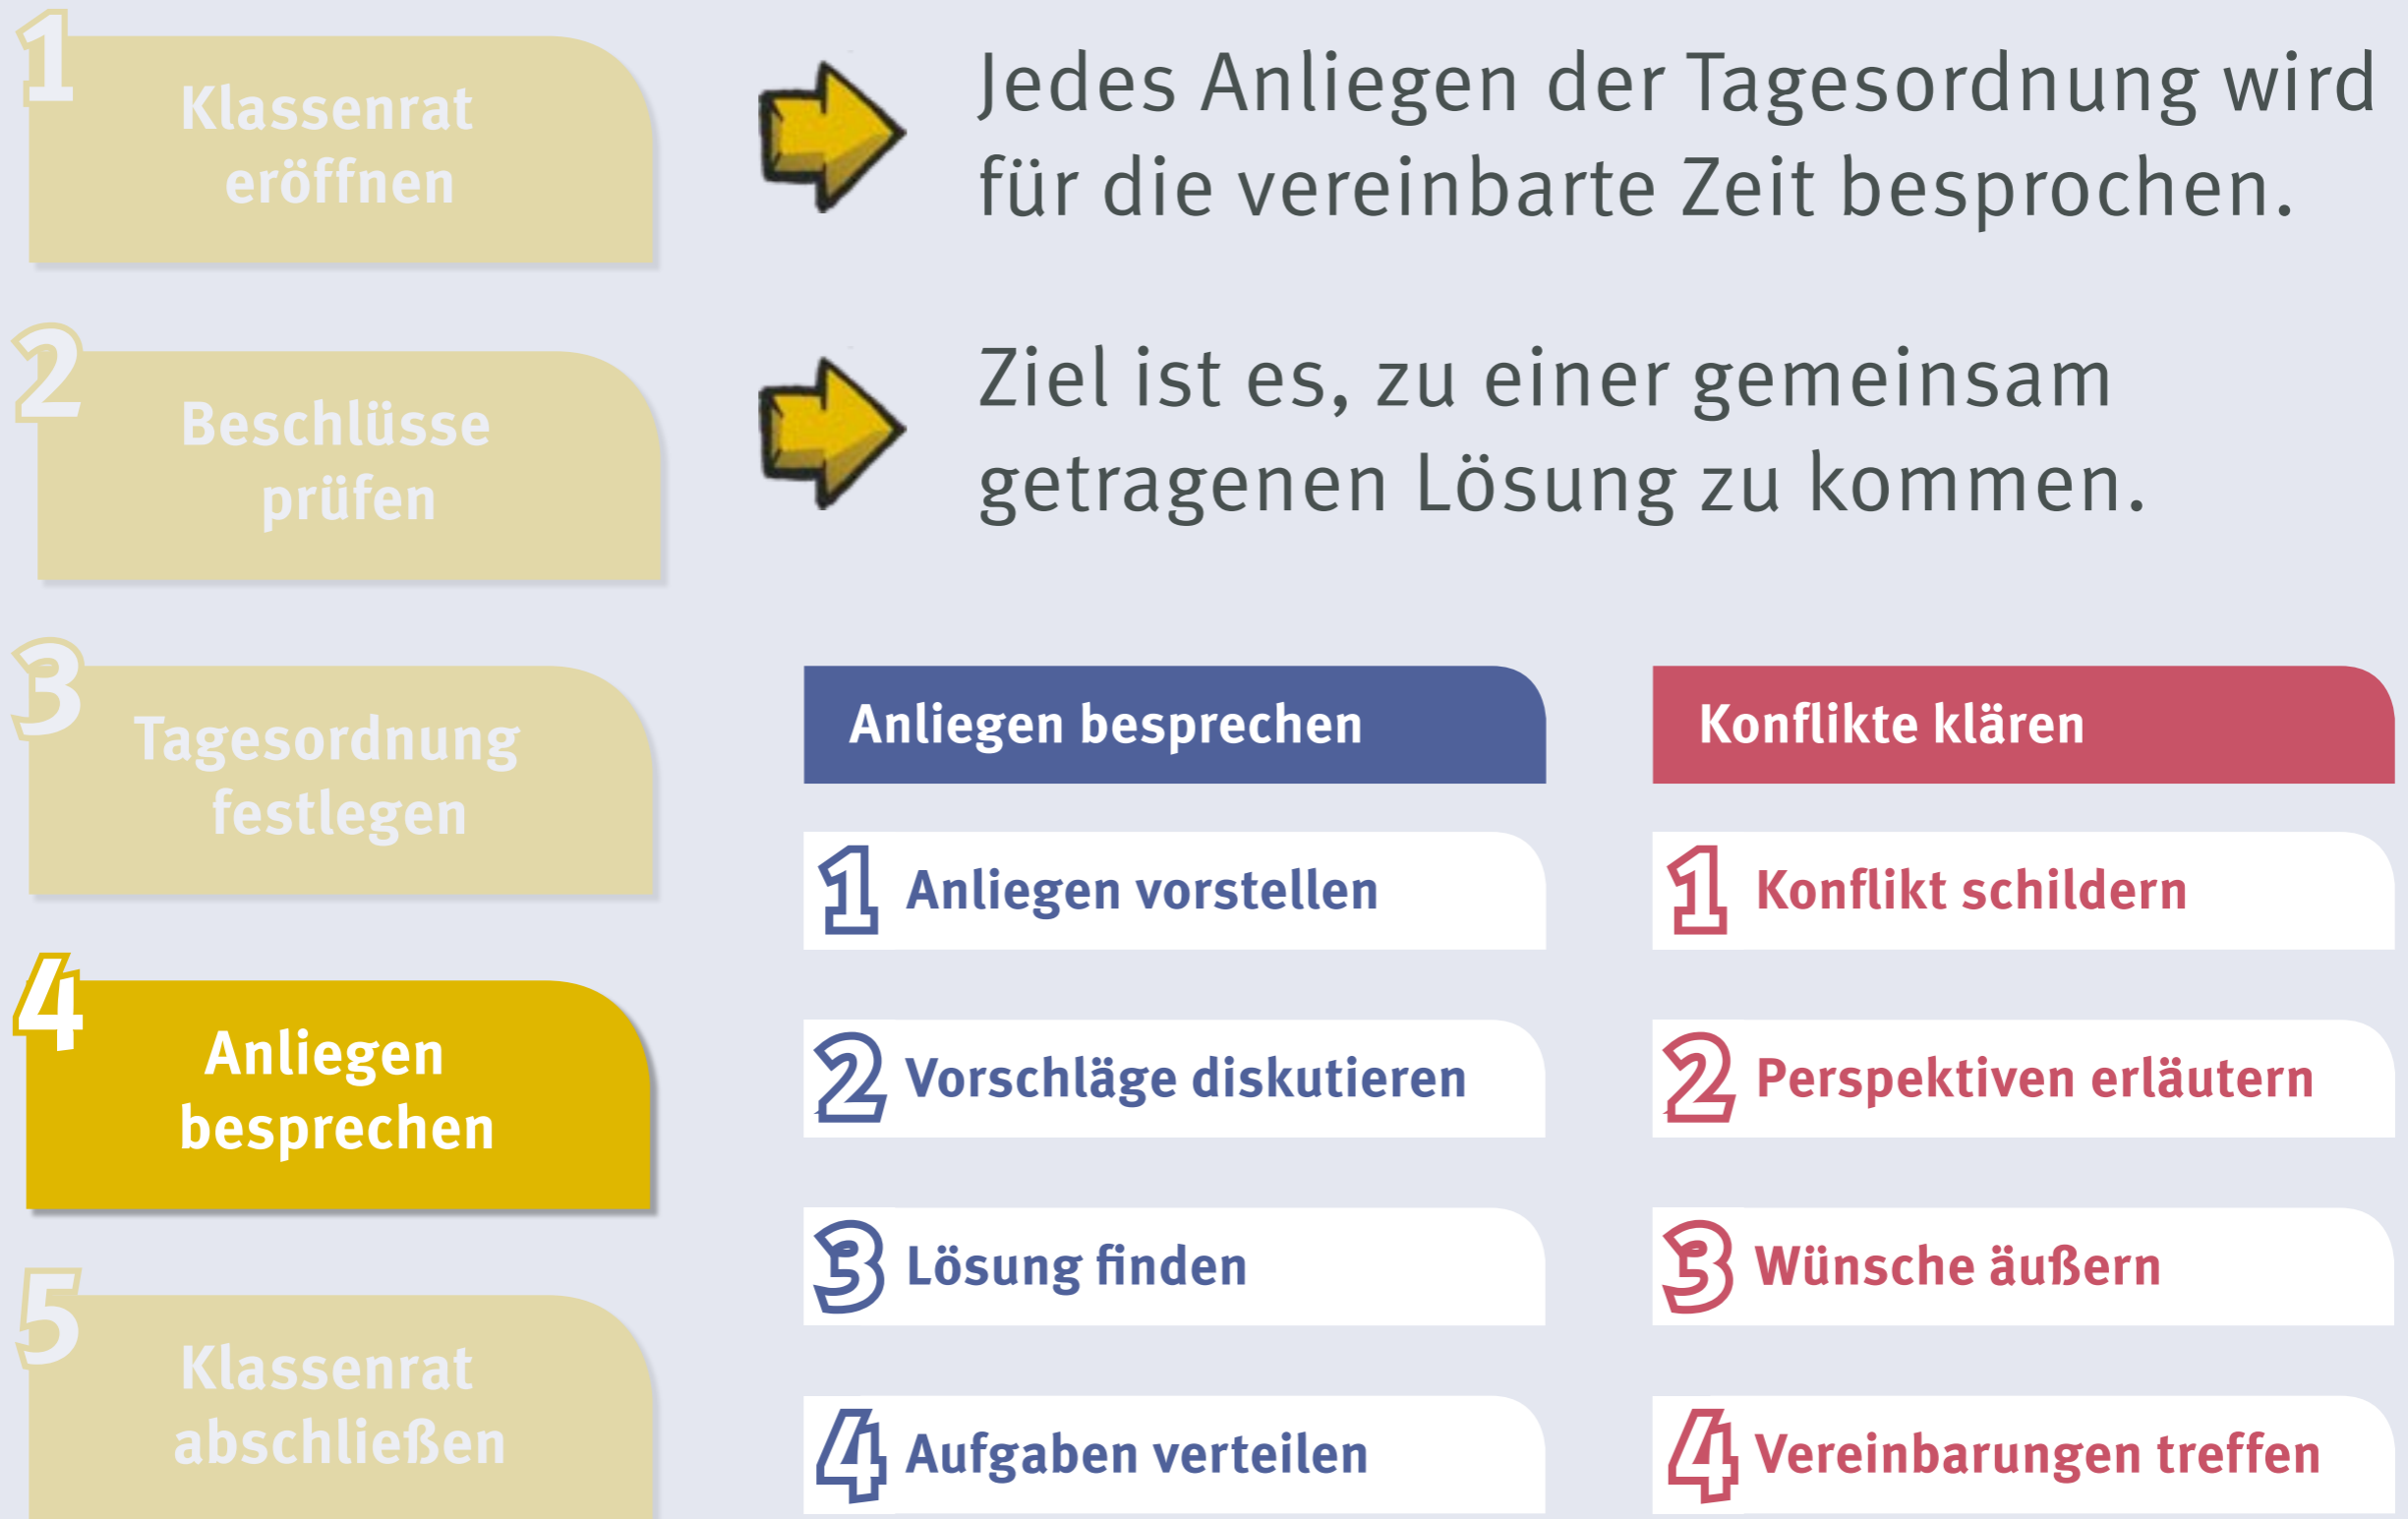 1
Klassenrat
eröffnen
2
Beschlüsse
prüfen
3
Tagesordnung
festlegen
4
Anliegen
besprechen
5
Klassenrat
abschließen
Jedes Anliegen der Tagesordnung wird
für die vereinbarte Zeit besprochen.
Ziel ist es, zu einer gemeinsam
getragenen Lösung zu kommen.
Anliegen besprechen
1 Anliegen vorstellen
2 Vorschläge diskutieren
3 Lösung finden
4 Aufgaben verteilen
Konflikte klären
1 Konflikt schildern
2 Perspektiven erläutern
3 Wünsche äußern
4 Vereinbarungen treffen